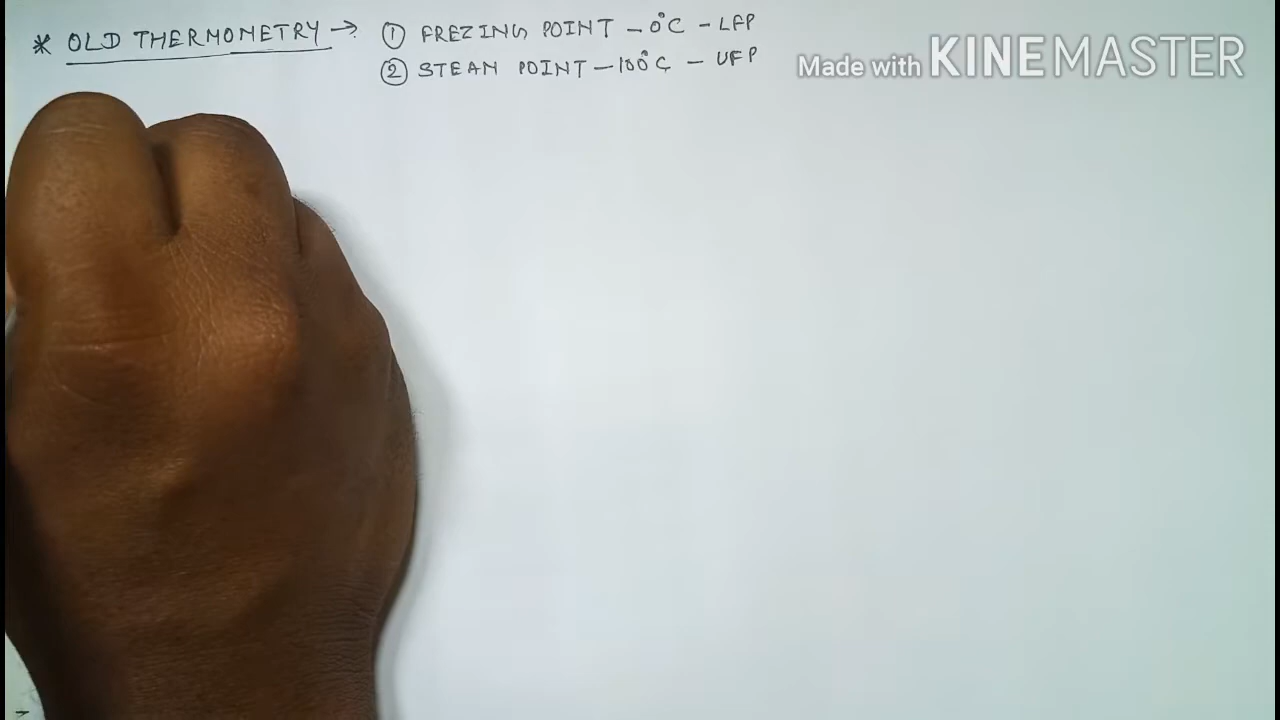 * OLD THERMOMETRY → ① FREZING POINT – 0°C – LFP
② STEAM POINT – 100°C – UFP
Made with KINEMASTER